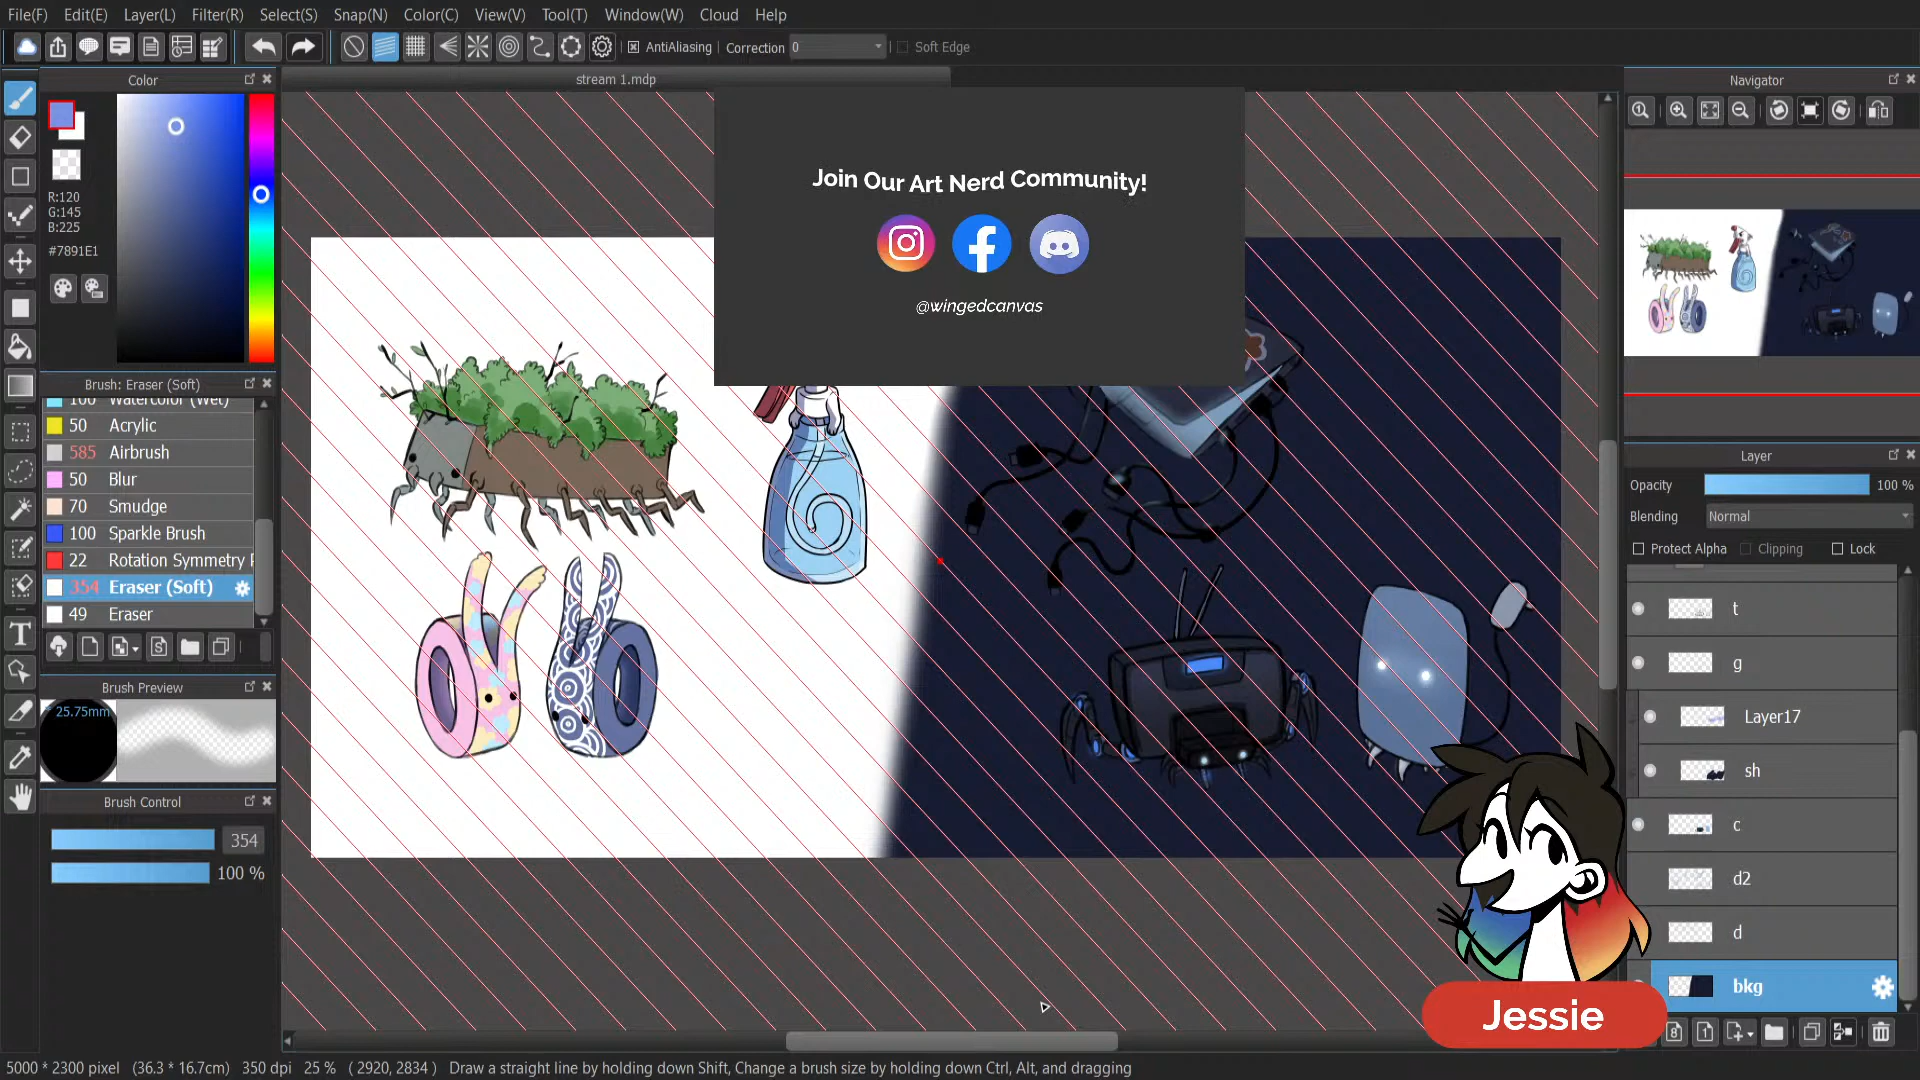 File(F) Edit(E) Layer(L) Filter(R) Select(S) Snap(N) Color(C) View(V) Tool(T) Window(W) Cloud Help
AntiAliasing Correction 0 Soft Edge
Color
stream 1.mdp
Navigator
R:120
G:145
B:225
#7891E1
Join Our Art Nerd Community!
@wingedcanvas
Brush: Eraser (Soft)
100 Watercolor (Wet)
50 Acrylic
585 Airbrush
50 Blur
70 Smudge
100 Sparkle Brush
22 Rotation Symmetry
354 Eraser (Soft)
49 Eraser
Brush Preview
25.75mm
Brush Control
354
100 %
Layer
Opacity 100 %
Blending Normal
Protect Alpha Clipping Lock
t
g
Layer17
sh
c
d2
d
bkg
Jessie
5000 * 2300 pixel (36.3 * 16.7cm) 350 dpi 25 % ( 2920, 2834 ) Draw a straight line by holding down Shift, Change a brush size by holding down Ctrl, Alt, and dragging